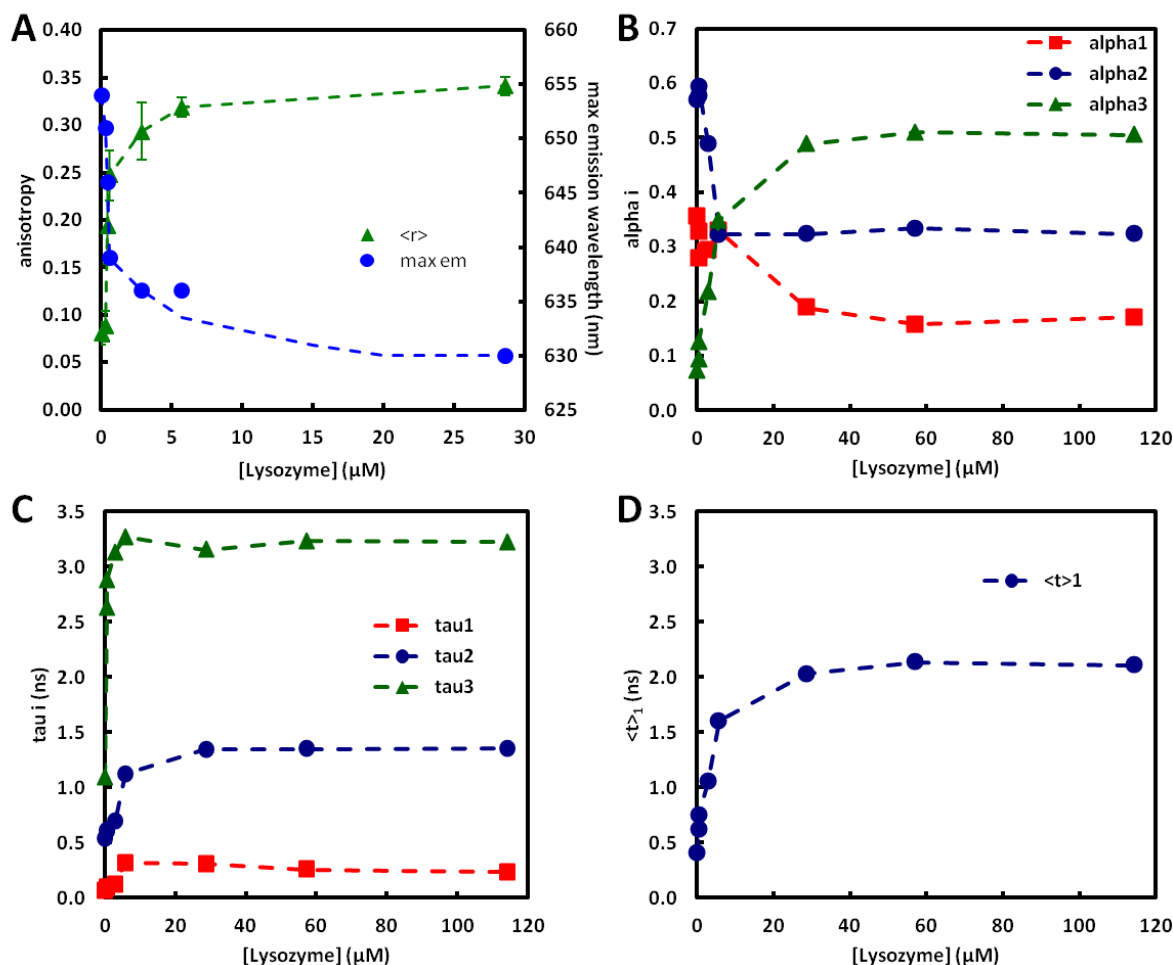 A
anisotropy
0.40
0.35
0.30
0.25
0.20
0.15
0.10
0.05
0.00
660
655
650
645
640
635
630
625
max emission wavelength (nm)
<r>
max em
0 5 10 15 20 25 30
[Lysozyme] (µM)
B
alpha i
0.7
0.6
0.5
0.4
0.3
0.2
0.1
0.0
alpha1
alpha2
alpha3
0 20 40 60 80 100 120
[Lysozyme] (µM)
C
tau i (ns)
3.5
3.0
2.5
2.0
1.5
1.0
0.5
0.0
tau1
tau2
tau3
0 20 40 60 80 100 120
[Lysozyme] (µM)
D
<t>1 (ns)
3.5
3.0
2.5
2.0
1.5
1.0
0.5
0.0
<t>1
0 20 40 60 80 100 120
[Lysozyme] (µM)